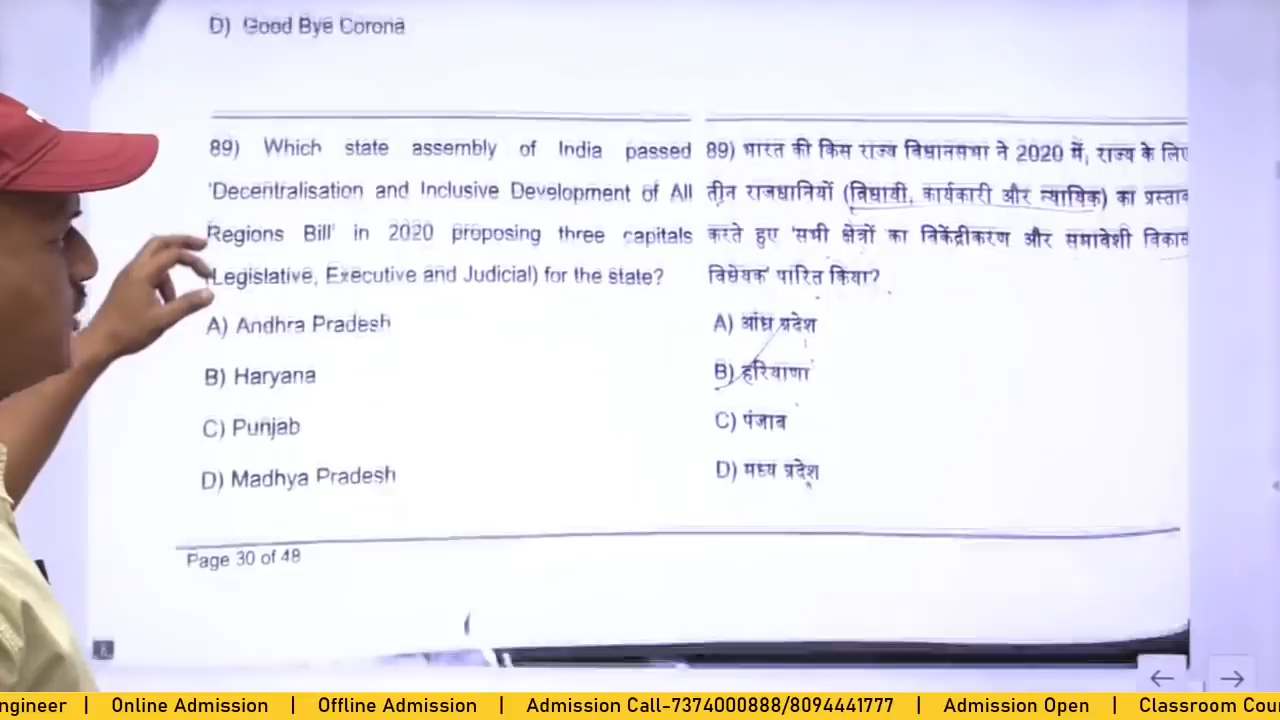 D) Good Bye Corona
89) Which state assembly of India passed
'Decentralisation and Inclusive Development of All
Regions Bill' in 2020 proposing three capitals
(Legislative, Executive and Judicial) for the state?
A) Andhra Pradesh
B) Haryana
C) Punjab
D) Madhya Pradesh
89) भारत की किस राज्य विधानसभा ने 2020 में, राज्य के लिए
तीन राजधानियों (विधायी, कार्यकारी और न्यायिक) का प्रस्ताव
करते हुए 'सभी क्षेत्रों का विकेंद्रीकरण और समावेशी विकास
विधेयक' पारित किया?
A) आंध्र प्रदेश
B) हरियाणा
C) पंजाब
D) मध्य प्रदेश
Page 30 of 48
ngineer | Online Admission | Offline Admission | Admission Call-7374000888/8094441777 | Admission Open | Classroom Cou